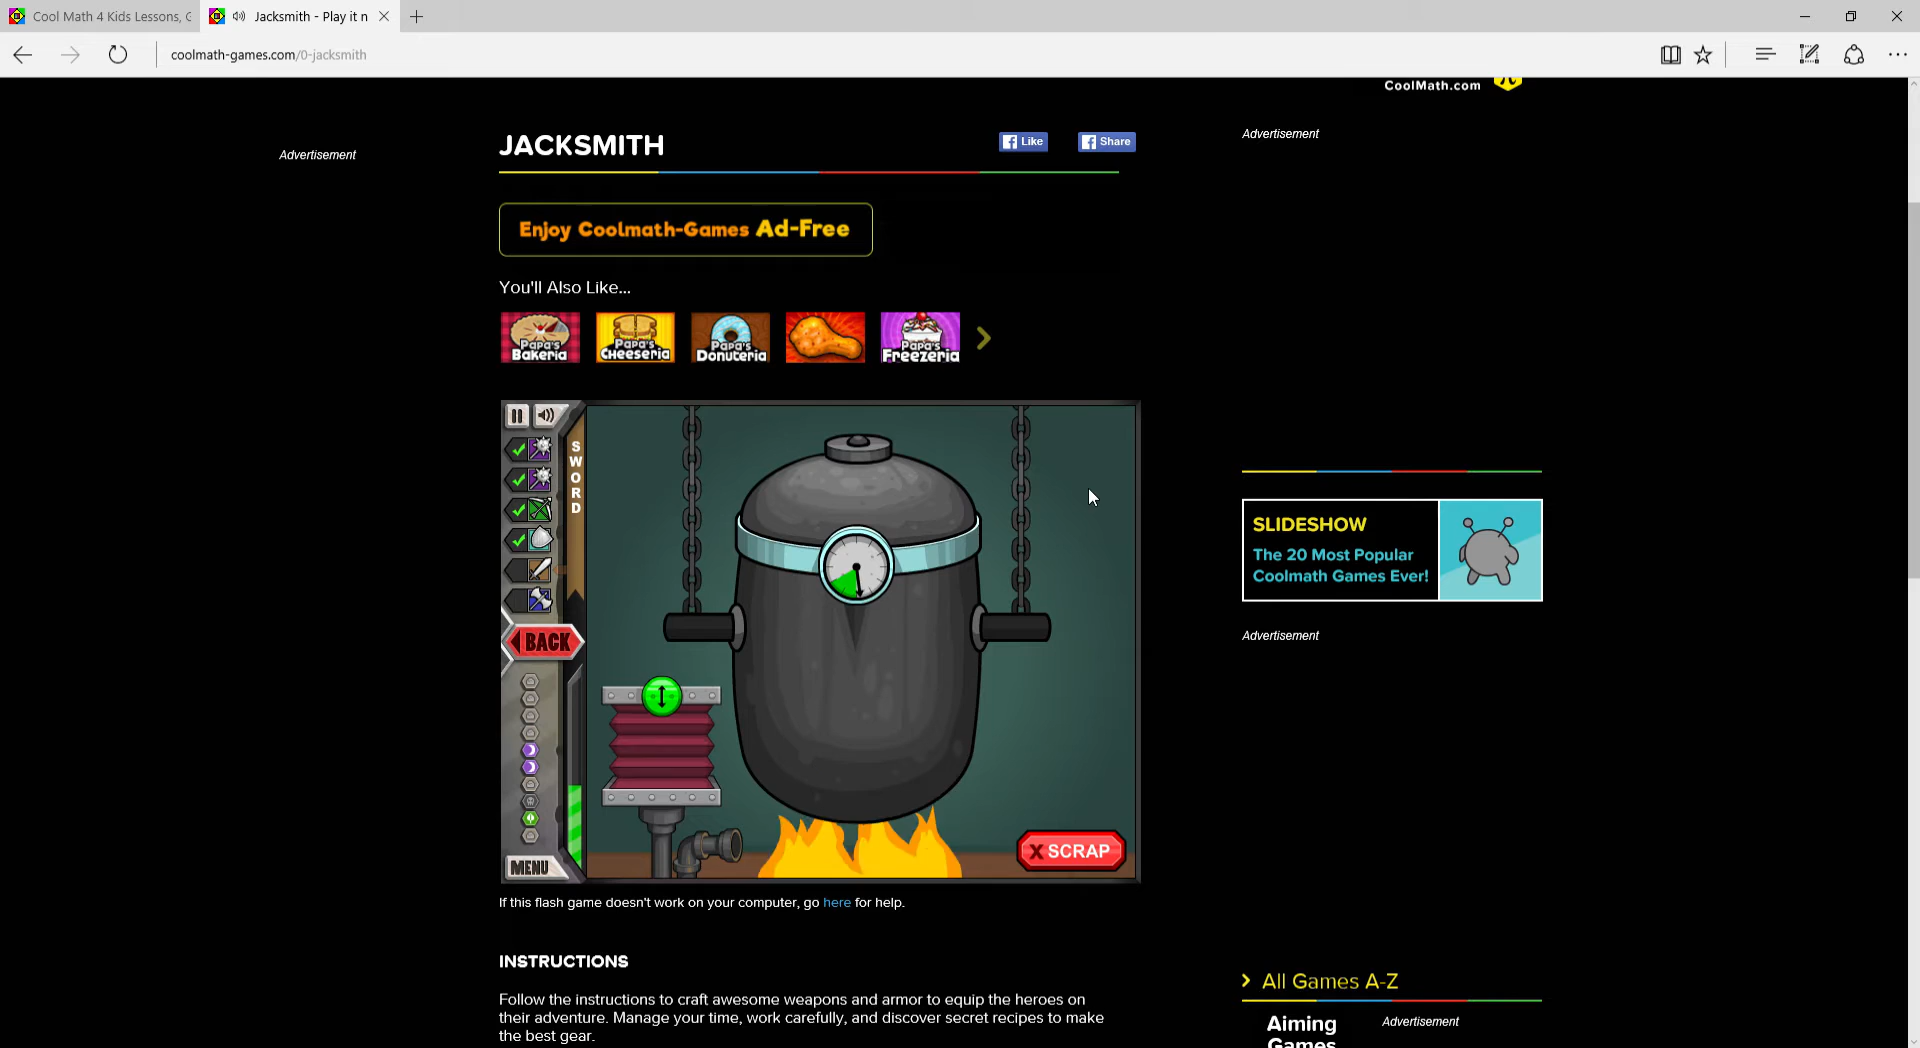 Cool Math 4 Kids Lessons, G
Jacksmith - Play it n
coolmath-games.com/0-jacksmith
CoolMath.com
Advertisement
JACKSMITH
Like
Share
Advertisement
Enjoy Coolmath-Games Ad-Free
You'll Also Like...
Papa's Bakeria
Papa's Cheeseria
Papa's Donuteria
Papa's Freezeria
SWORD
BACK
MENU
X SCRAP
SLIDESHOW
The 20 Most Popular
Coolmath Games Ever!
Advertisement
If this flash game doesn't work on your computer, go here for help.
INSTRUCTIONS
Follow the instructions to craft awesome weapons and armor to equip the heroes on
their adventure. Manage your time, work carefully, and discover secret recipes to make
the best gear.
All Games A-Z
Aiming
Games
Advertisement